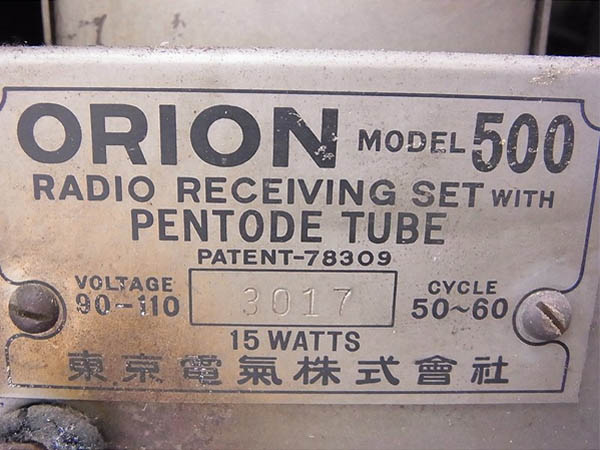 ORION MODEL 500
RADIO RECEIVING SET WITH
PENTODE TUBE
PATENT-78309
VOLTAGE
90-110
3017
CYCLE
50~60
15 WATTS
東京電氣株式會社